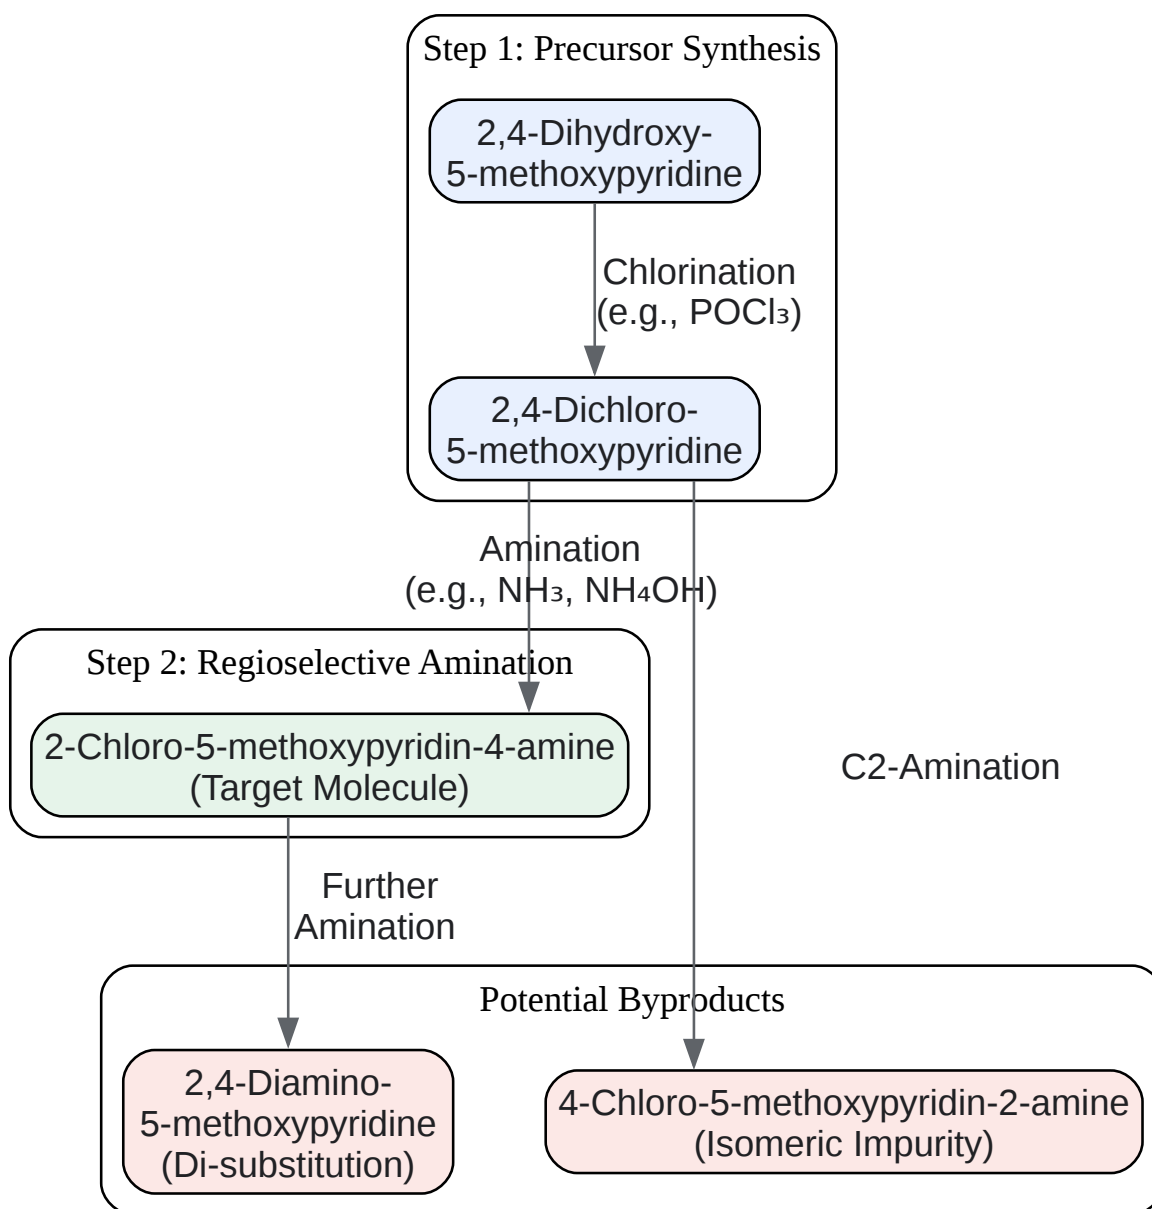 Step 1: Precursor Synthesis
2,4-Dihydroxy-
5-methoxypyridine
Chlorination
(e.g., POCl₃)
2,4-Dichloro-
5-methoxypyridine
Amination
(e.g., NH₃, NH₄OH)
Step 2: Regioselective Amination
2-Chloro-5-methoxypyridin-4-amine
(Target Molecule)
C2-Amination
Further
Amination
Potential Byproducts
2,4-Diamino-
5-methoxypyridine
(Di-substitution)
4-Chloro-5-methoxypyridin-2-amine
(Isomeric Impurity)